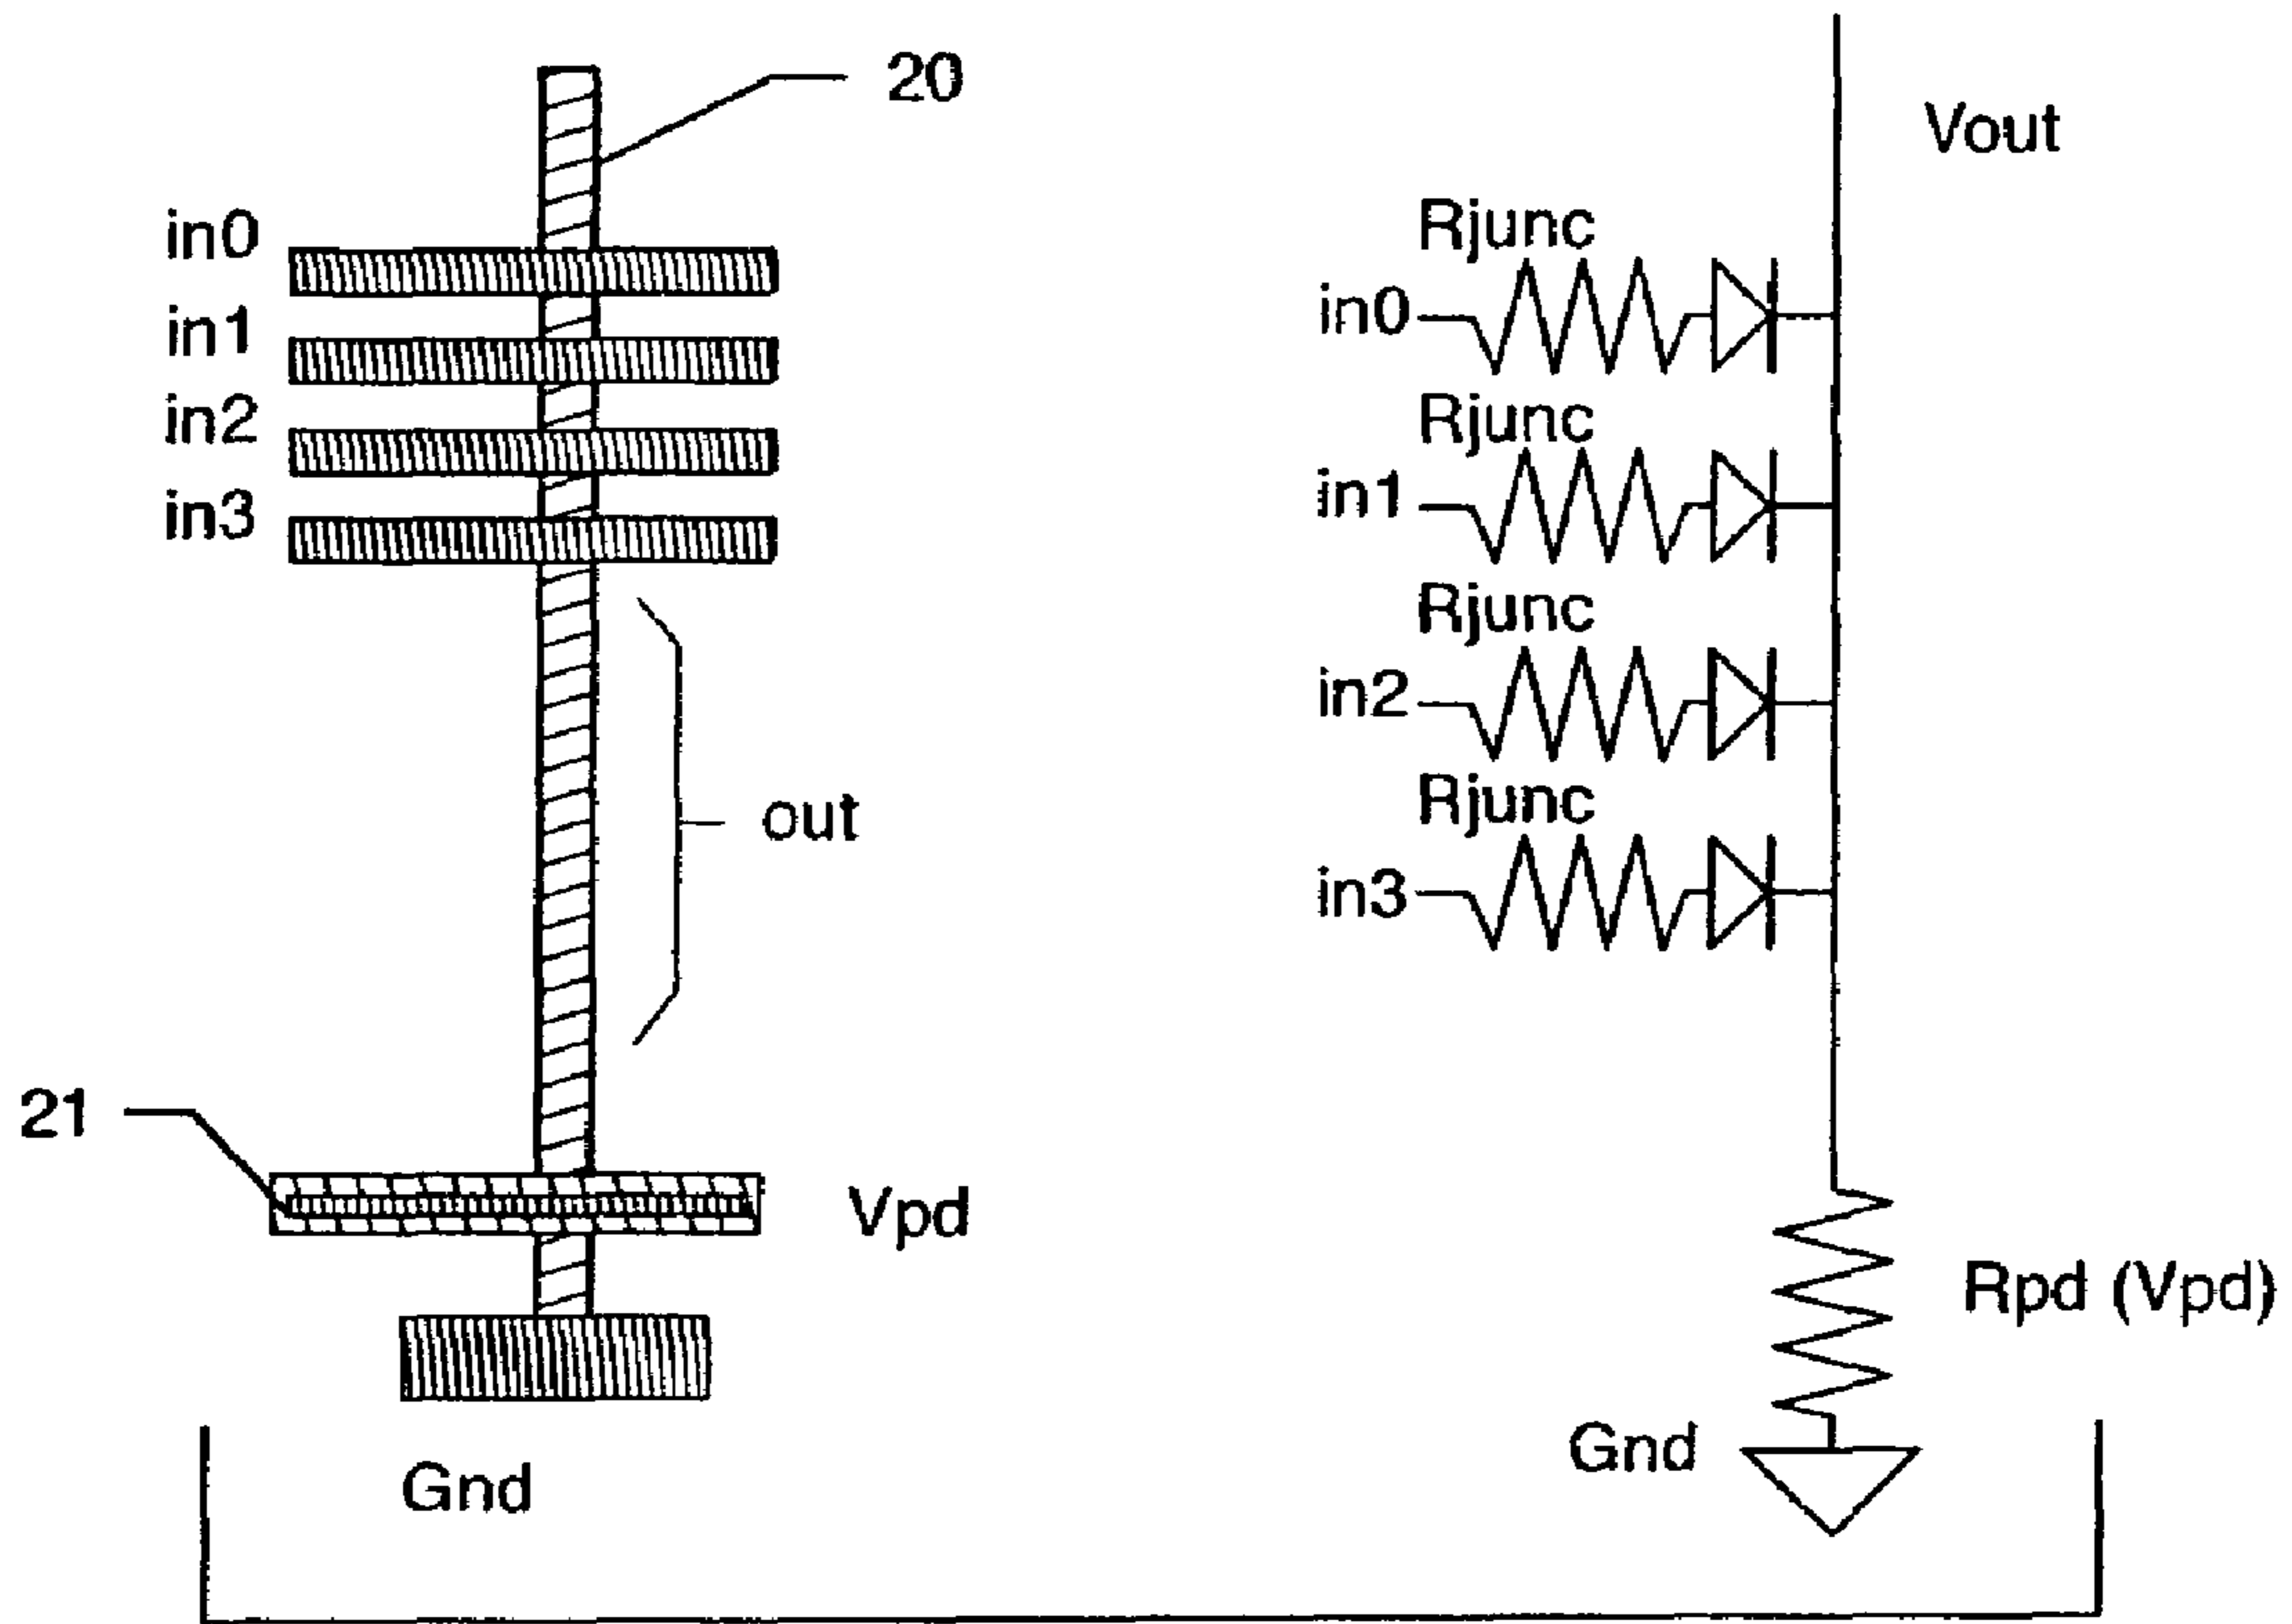 20
in0
in1
in2
in3
out
21
Vpd
Gnd
Vout
Rjunc
in0
Rjunc
in1
Rjunc
in2
Rjunc
in3
Rpd (Vpd)
Gnd